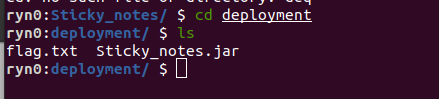 ryn0:Sticky_notes/ $ cd deployment
ryn0:deployment/ $ ls
flag.txt Sticky_notes.jar
ryn0:deployment/ $